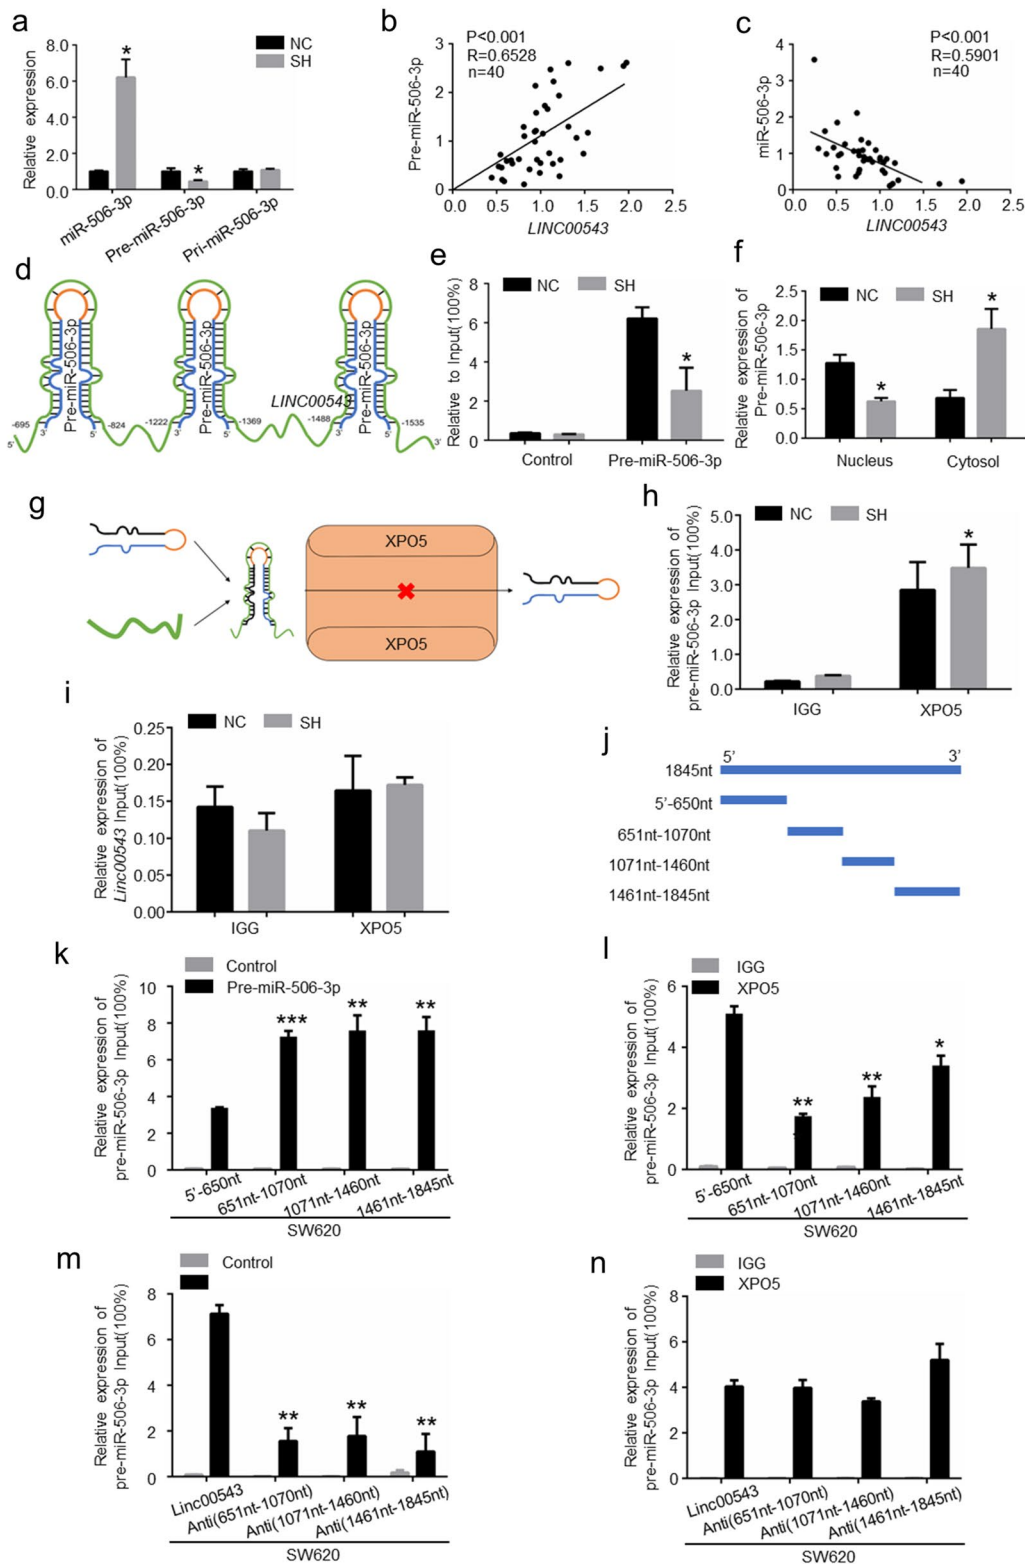 a
8.0
6.0
4.0
2.0
0.0
Relative expression
NC
SH
*
*
miR-506-3p
Pre-miR-506-3p
Pri-miR-506-3p
b
P<0.001
R=0.6528
n=40
Pre-miR-506-3p
3
2
1
0
0.0 0.5 1.0 1.5 2.0 2.5
LINC00543
c
P<0.001
R=0.5901
n=40
miR-506-3p
4
3
2
1
0
0.0 0.5 1.0 1.5 2.0 2.5
LINC00543
d
Pre-miR-506-3p
Pre-miR-506-3p
Pre-miR-506-3p
LINC00543
-695
-824
-1222
-1369
-1488
-1535
5'
3'
5'
3'
5'
3'
5'
3'
e
NC
SH
Relative to Input(100%)
8
6
4
2
0
*
Control
Pre-miR-506-3p
f
NC
SH
Relative expression of
Pre-miR-506-3p
2.5
2.0
1.5
1.0
0.5
0.0
*
*
Nucleus
Cytosol
g
XPO5
XPO5
h
NC
SH
Relative expression of
pre-miR-506-3p Input(100%)
5.0
4.0
3.0
2.0
1.0
0.0
*
IGG
XPO5
i
NC
SH
Relative expression of
Linc00543 Input(100%)
0.25
0.20
0.15
0.10
0.05
0.00
IGG
XPO5
j
5’
3’
1845nt
5’-650nt
651nt-1070nt
1071nt-1460nt
1461nt-1845nt
k
Control
Pre-miR-506-3p
Relative expression of
pre-miR-506-3p Input(100%)
10
8
6
4
2
0
***
**
**
5’-650nt
651nt-1070nt
1071nt-1460nt
1461nt-1845nt
SW620
l
IGG
XPO5
Relative expression of
pre-miR-506-3p Input(100%)
6
4
2
0
**
**
*
5’-650nt
651nt-1070nt
1071nt-1460nt
1461nt-1845nt
SW620
m
Control
Relative expression of
pre-miR-506-3p Input(100%)
8
6
4
2
0
**
**
**
Linc00543
Anti(651nt-1070nt)
Anti(1071nt-1460nt)
Anti(1461nt-1845nt)
SW620
n
IGG
XPO5
Relative expression of
pre-miR-506-3p Input(100%)
8
6
4
2
0
Linc00543
Anti(651nt-1070nt)
Anti(1071nt-1460nt)
Anti(1461nt-1845nt)
SW620